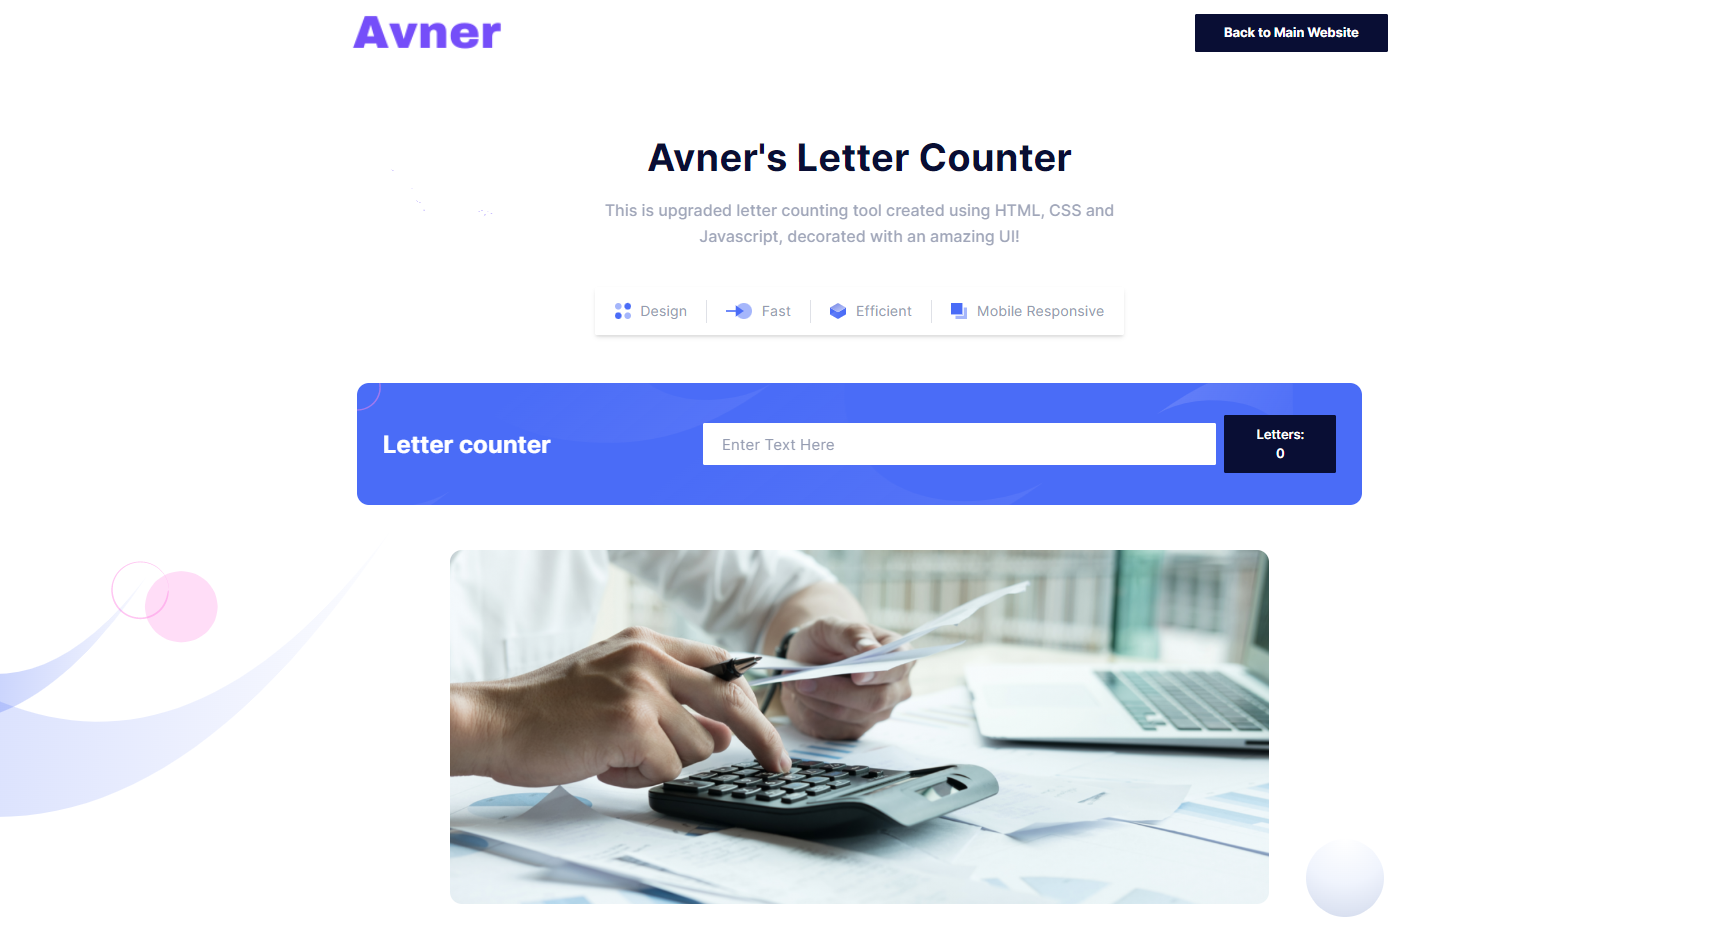 Avner
Back to Main Website
Avner's Letter Counter
This is upgraded letter counting tool created using HTML, CSS and
Javascript, decorated with an amazing UI!
Design
Fast
Efficient
Mobile Responsive
Letter counter
Enter Text Here
Letters:
0